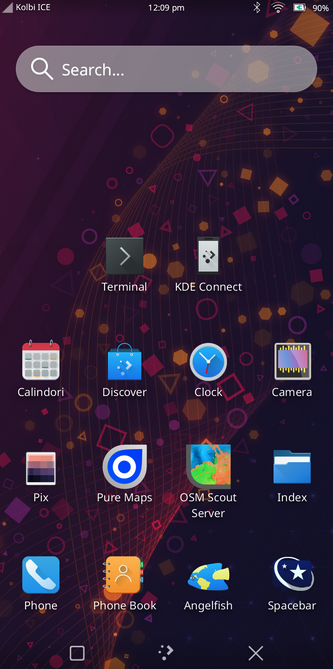 Kolbi ICE 12:09 pm 90%
Search...
Terminal KDE Connect
Calindori Discover Clock Camera
Pix Pure Maps OSM Scout Server Index
Phone Phone Book Angelfish Spacebar